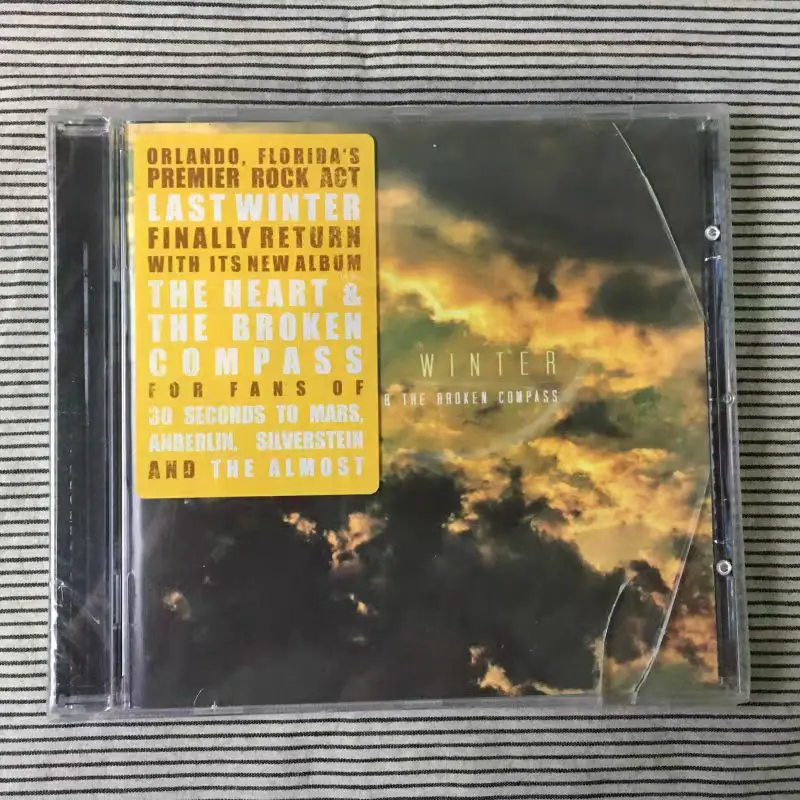 ORLANDO, FLORIDA'S
PREMIER ROCK ACT
LAST WINTER
FINALLY RETURN
WITH ITS NEW ALBUM
THE HEART &
THE BROKEN
COMPASS
FOR FANS OF
30 SECONDS TO MARS,
ANBERLIN, SILVERSTEIN
AND THE ALMOST
WINTER
& THE BROKEN COMPASS